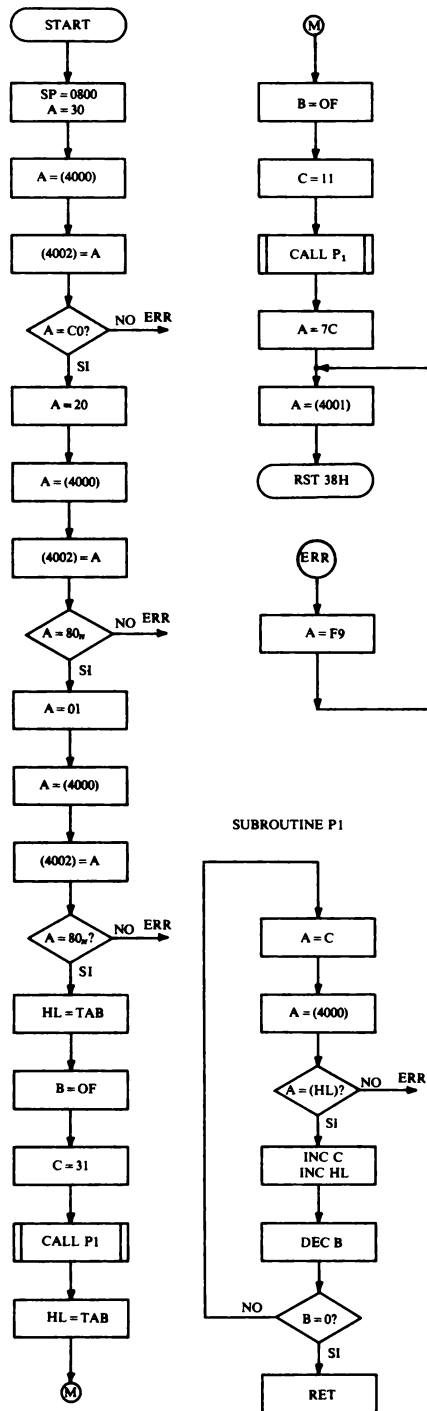 START
SP = 0800
A = 30
A = (4000)
(4002) = A
A = C0?
NO
ERR
SI
A = 20
A = (4000)
(4002) = A
A = 80H
NO
ERR
SI
A = 01
A = (4000)
(4002) = A
A = 80H?
NO
ERR
SI
HL = TAB
B = OF
C = 31
CALL P1
HL = TAB
M
M
B = OF
C = 11
CALL P1
A = 7C
A = (4001)
RST 38H
ERR
A = F9
SUBROUTINE P1
A = C
A = (4000)
A = (HL)?
NO
ERR
SI
INC C
INC HL
DEC B
NO
B = 0?
SI
RET